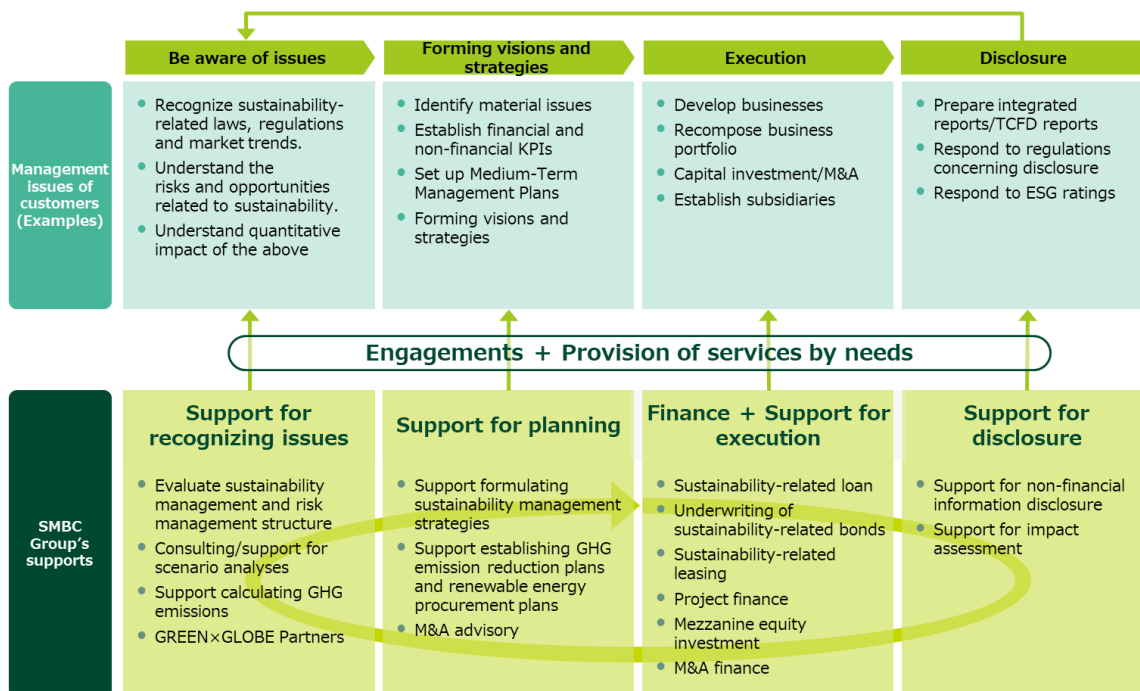 Be aware of issues
Forming visions and
strategies
Execution
Disclosure
Management
issues of
customers
(Examples)
• Recognize sustainability-
related laws, regulations
and market trends.
• Understand the
risks and opportunities
related to sustainability.
• Understand quantitative
impact of the above
• Identify material issues
• Establish financial and
non-financial KPIs
• Set up Medium-Term
Management Plans
• Forming visions and
strategies
• Develop businesses
• Recompose business
portfolio
• Capital investment/M&A
• Establish subsidiaries
• Prepare integrated
reports/TCFD reports
• Respond to regulations
concerning disclosure
• Respond to ESG ratings
Engagements + Provision of services by needs
SMBC
Group's
supports
Support for
recognizing issues
• Evaluate sustainability
management and risk
management structure
• Consulting/support for
scenario analyses
• Support calculating GHG
emissions
• GREEN×GLOBE Partners
Support for planning
• Support formulating
sustainability management
strategies
• Support establishing GHG
emission reduction plans
and renewable energy
procurement plans
• M&A advisory
Finance + Support for
execution
• Sustainability-related loan
• Underwriting of
sustainability-related bonds
• Sustainability-related
leasing
• Project finance
• Mezzanine equity
investment
• M&A finance
Support for
disclosure
• Support for non-financial
information disclosure
• Support for impact
assessment